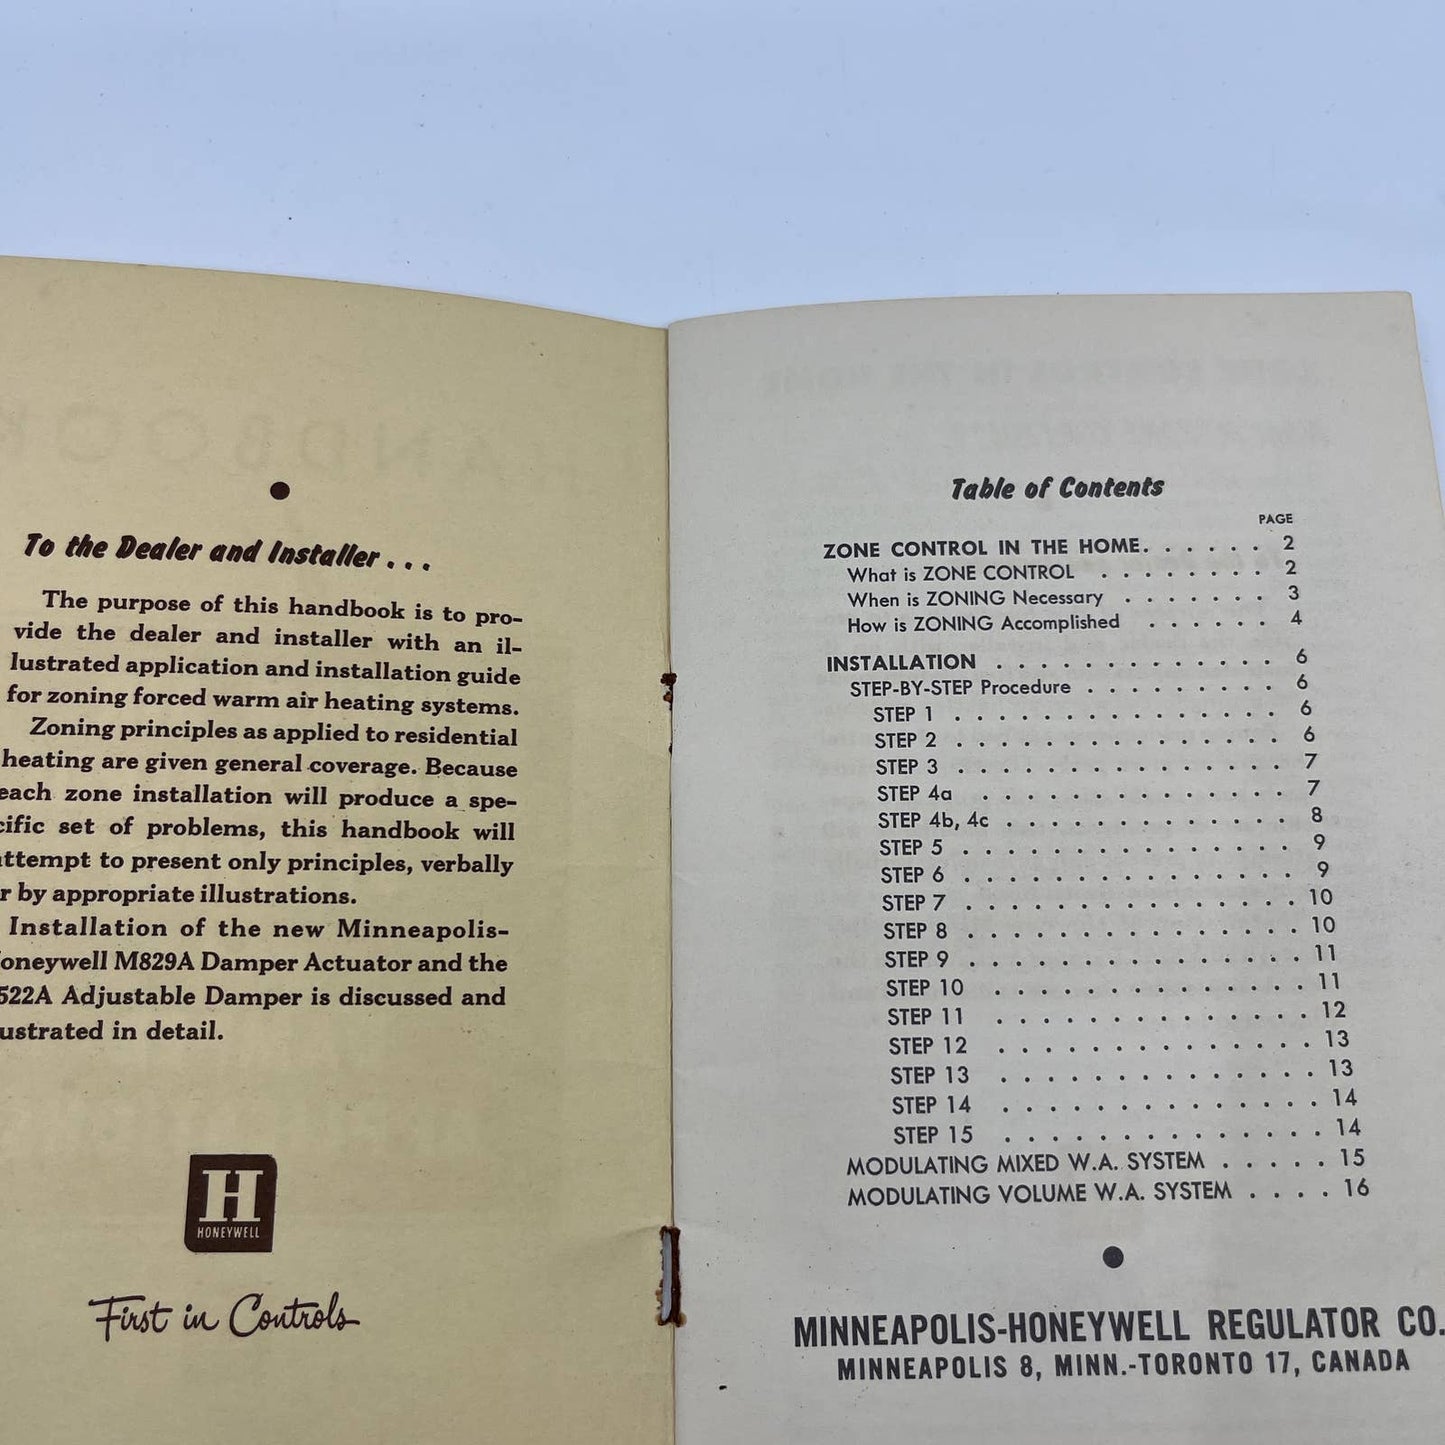 To the Dealer and Installer . . .
The purpose of this handbook is to pro-
vide the dealer and installer with an il-
lustrated application and installation guide
for zoning forced warm air heating systems.
Zoning principles as applied to residential
heating are given general coverage. Because
each zone installation will produce a spe-
cific set of problems, this handbook will
attempt to present only principles, verbally
r by appropriate illustrations.
Installation of the new Minneapolis-
oneywell M829A Damper Actuator and the
522A Adjustable Damper is discussed and
ustrated in detail.
H
HONEYWELL
First in Controls
Table of Contents
PAGE
ZONE CONTROL IN THE HOME. . . . . . 2
What is ZONE CONTROL . . . . . . . . 2
When is ZONING Necessary . . . . . . . 3
How is ZONING Accomplished . . . . . . 4
INSTALLATION . . . . . . . . . . . . . 6
STEP-BY-STEP Procedure . . . . . . . . . 6
STEP 1 . . . . . . . . . . . . . . . 6
STEP 2 . . . . . . . . . . . . . . . 6
STEP 3 . . . . . . . . . . . . . . . 7
STEP 4a . . . . . . . . . . . . . . 7
STEP 4b, 4c . . . . . . . . . . . . . 8
STEP 5 . . . . . . . . . . . . . . . 9
STEP 6 . . . . . . . . . . . . . . . 9
STEP 7 . . . . . . . . . . . . . . . 10
STEP 8 . . . . . . . . . . . . . . . 10
STEP 9 . . . . . . . . . . . . . . . 11
STEP 10 . . . . . . . . . . . . . . 11
STEP 11 . . . . . . . . . . . . . . 12
STEP 12 . . . . . . . . . . . . . . 13
STEP 13 . . . . . . . . . . . . . . 13
STEP 14 . . . . . . . . . . . . . . 14
STEP 15 . . . . . . . . . . . . . . 14
MODULATING MIXED W.A. SYSTEM . . . . . 15
MODULATING VOLUME W.A. SYSTEM . . . . 16
MINNEAPOLIS-HONEYWELL REGULATOR CO.
MINNEAPOLIS 8, MINN.-TORONTO 17, CANADA